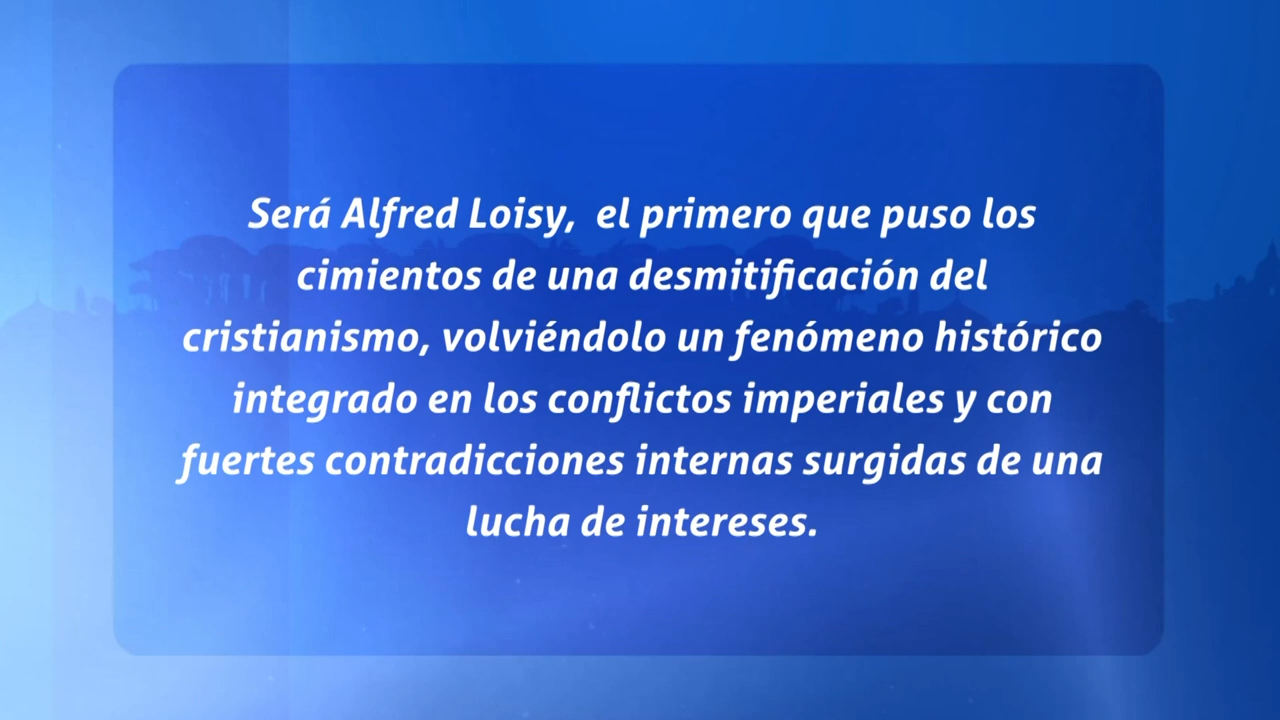 Será Alfred Loisy,  el primero que puso los
cimientos de una desmitificación del
cristianismo, volviéndolo un fenómeno histórico
integrado en los conflictos imperiales y con
fuertes contradicciones internas surgidas de una
lucha de intereses.